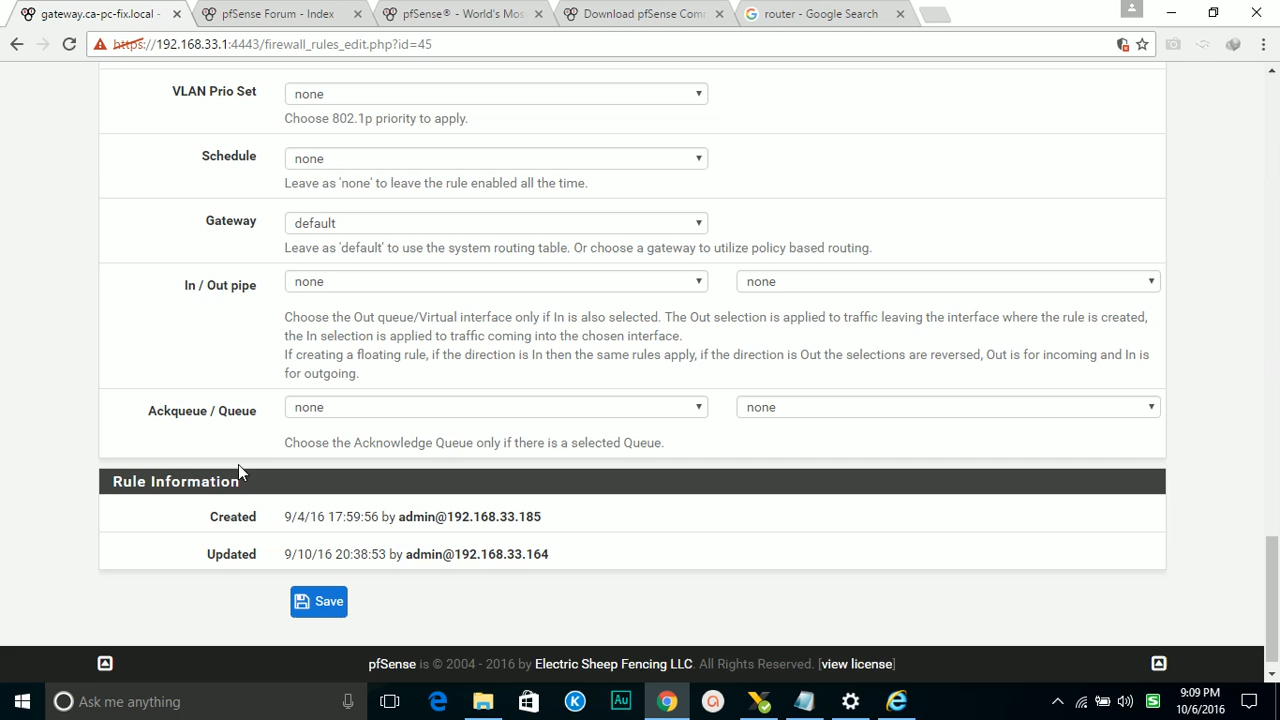 gateway.ca-pc-fix.local -
pfSense Forum - Index
pfSense® - World's Mos
Download pfSense Com
router - Google Search
https://192.168.33.1:4443/firewall_rules_edit.php?id=45
VLAN Prio Set
none
Choose 802.1p priority to apply.
Schedule
none
Leave as 'none' to leave the rule enabled all the time.
Gateway
default
Leave as 'default' to use the system routing table. Or choose a gateway to utilize policy based routing.
In / Out pipe
none
none
Choose the Out queue/Virtual interface only if In is also selected. The Out selection is applied to traffic leaving the interface where the rule is created,
the In selection is applied to traffic coming into the chosen interface.
If creating a floating rule, if the direction is In then the same rules apply, if the direction is Out the selections are reversed, Out is for incoming and In is
for outgoing.
Ackqueue / Queue
none
none
Choose the Acknowledge Queue only if there is a selected Queue.
Rule Information
Created
9/4/16 17:59:56 by admin@192.168.33.185
Updated
9/10/16 20:38:53 by admin@192.168.33.164
Save
pfSense is © 2004 - 2016 by Electric Sheep Fencing LLC. All Rights Reserved. [view license]
Ask me anything
Au
9:09 PM
10/6/2016